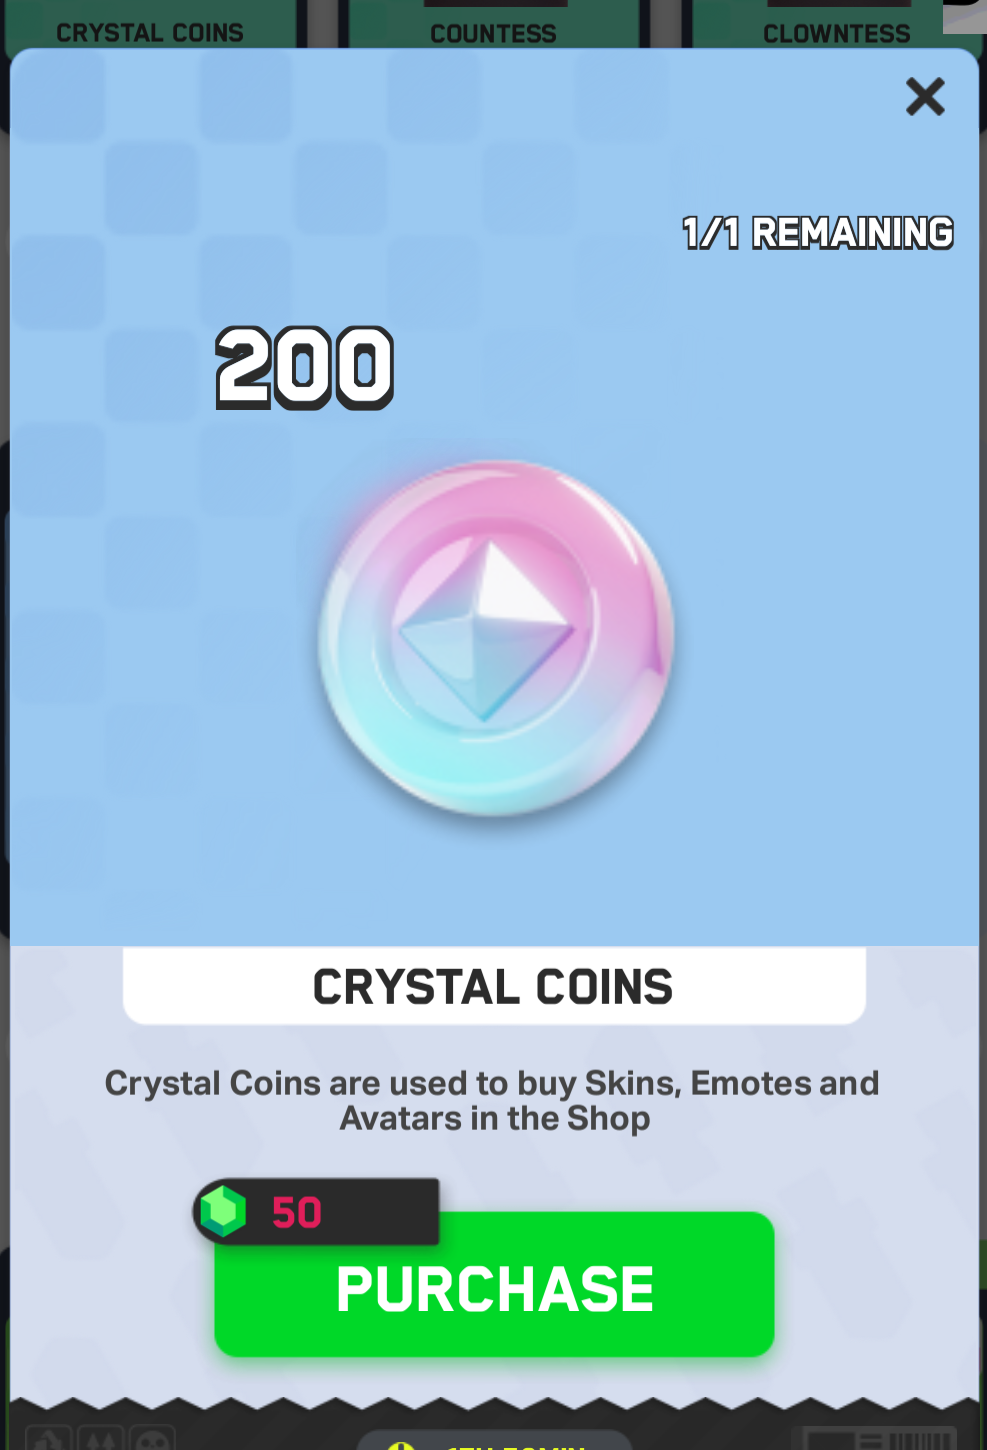 CRYSTAL COINS
COUNTESS
CLOWNTESS
1/1 REMAINING
200
CRYSTAL COINS
Crystal Coins are used to buy Skins, Emotes and
Avatars in the Shop
50
PURCHASE